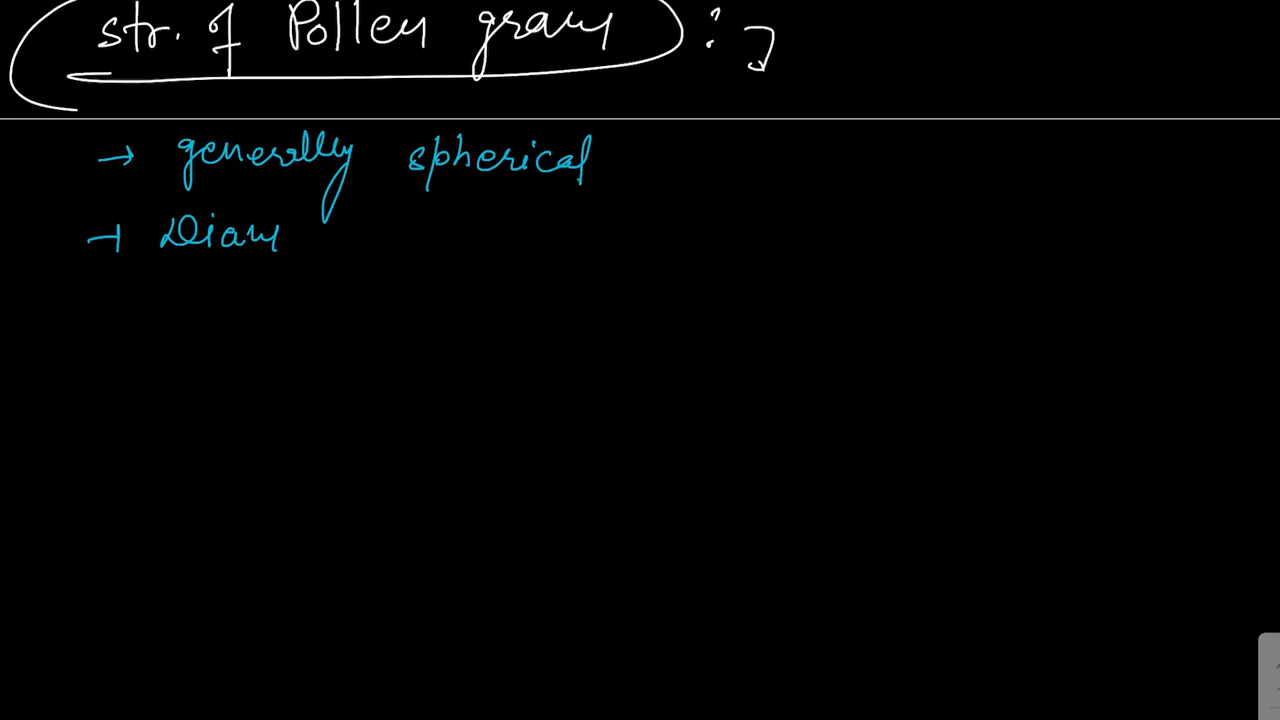 str. of Pollen grain :
→ generally spherical
→ Diam